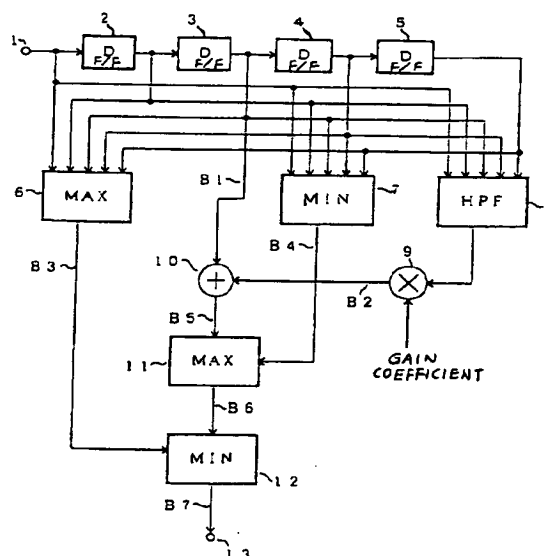 2 3 4 5
1
D F/F D F/F D F/F D F/F
6 MAX
B1
MIN 7
HPF
B3
B4
10 +
B2
9 ×
B5
GAIN COEFFICIENT
11 MAX
B6
MIN
12
B7
13